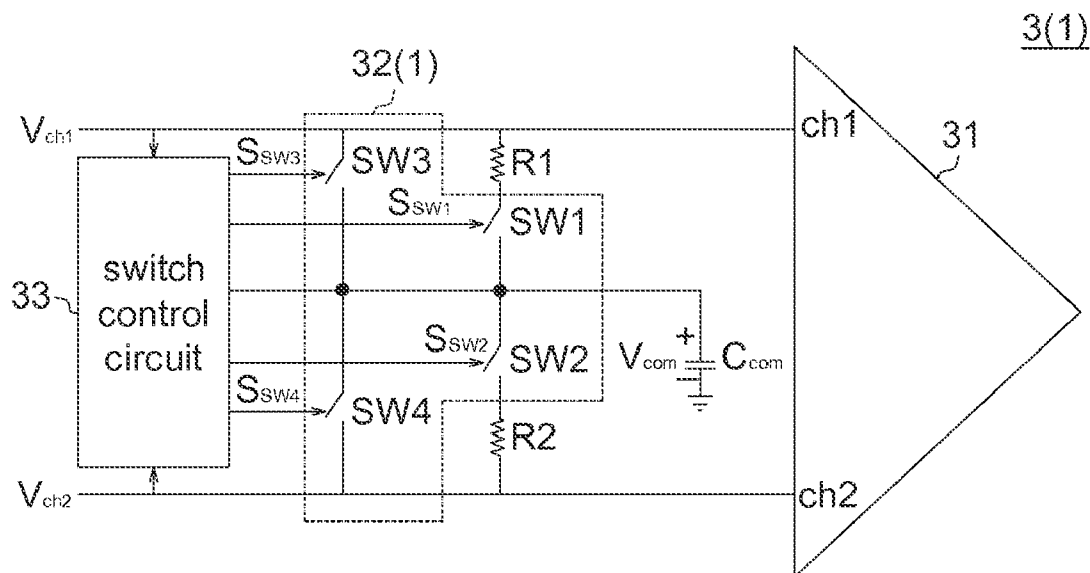 3(1)
32(1)
Vch1
ch1
31
SSW3
SW3
R1
SSW1
SW1
switch
control
circuit
33
SSW2
SW2
+
Vcom
Ccom
SSW4
SW4
R2
Vch2
ch2